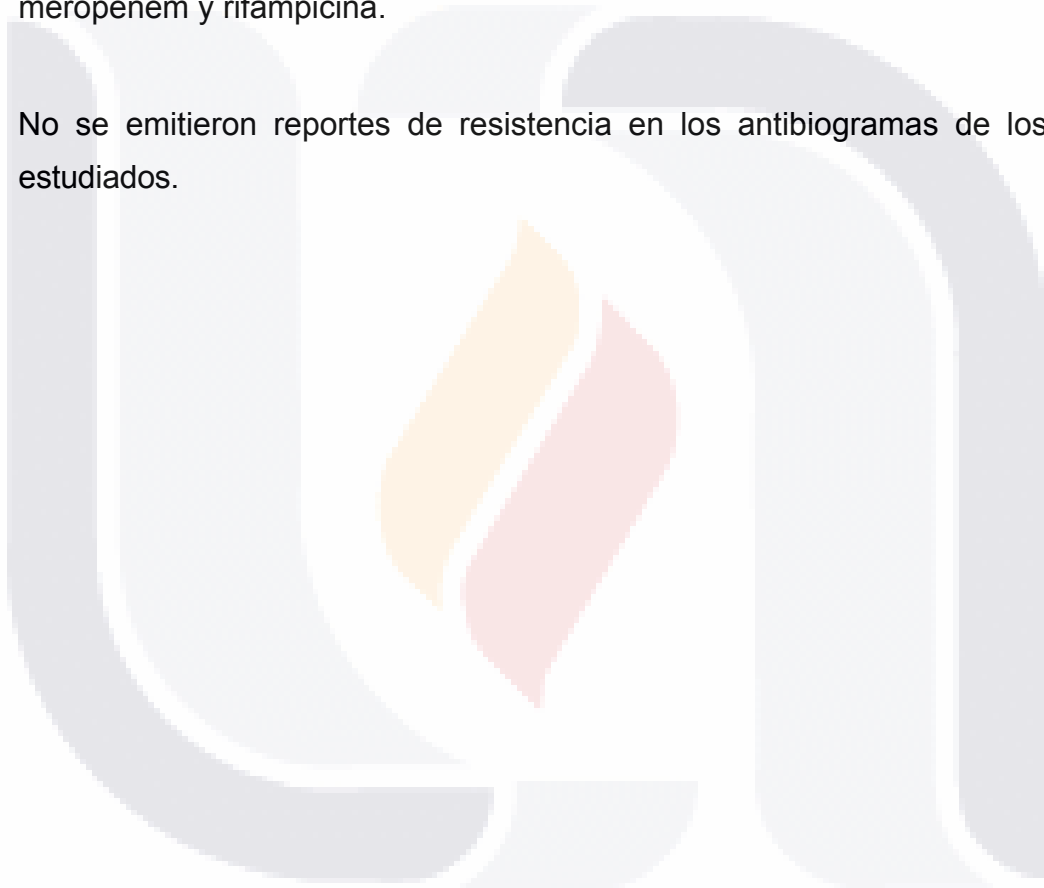 meropenem y rifampicina.
No se emitieron reportes de resistencia en los antibiogramas de los
estudiados.